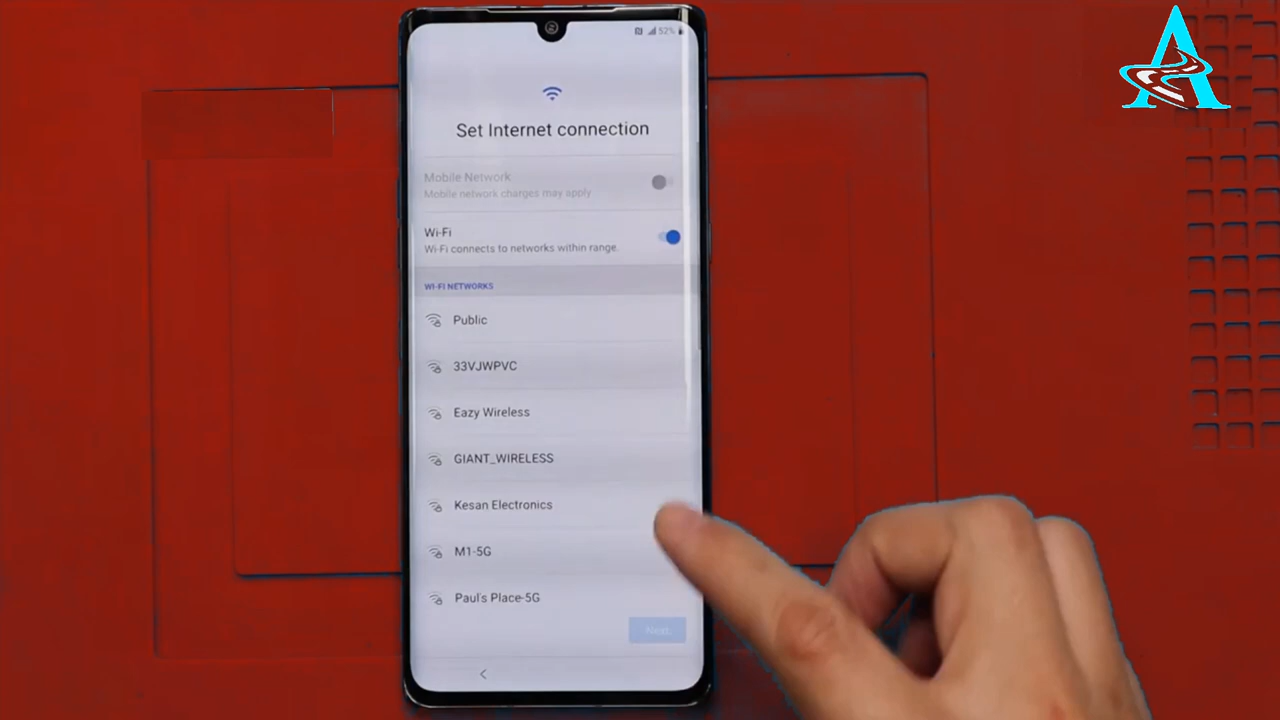 52%
Set Internet connection
Mobile Network
Mobile network charges may apply
Wi-Fi
Wi-Fi connects to networks within range.
WI-FI NETWORKS
Public
33VJWPVC
Eazy Wireless
GIANT_WIRELESS
Kesan Electronics
M1-5G
Paul's Place-5G
Next